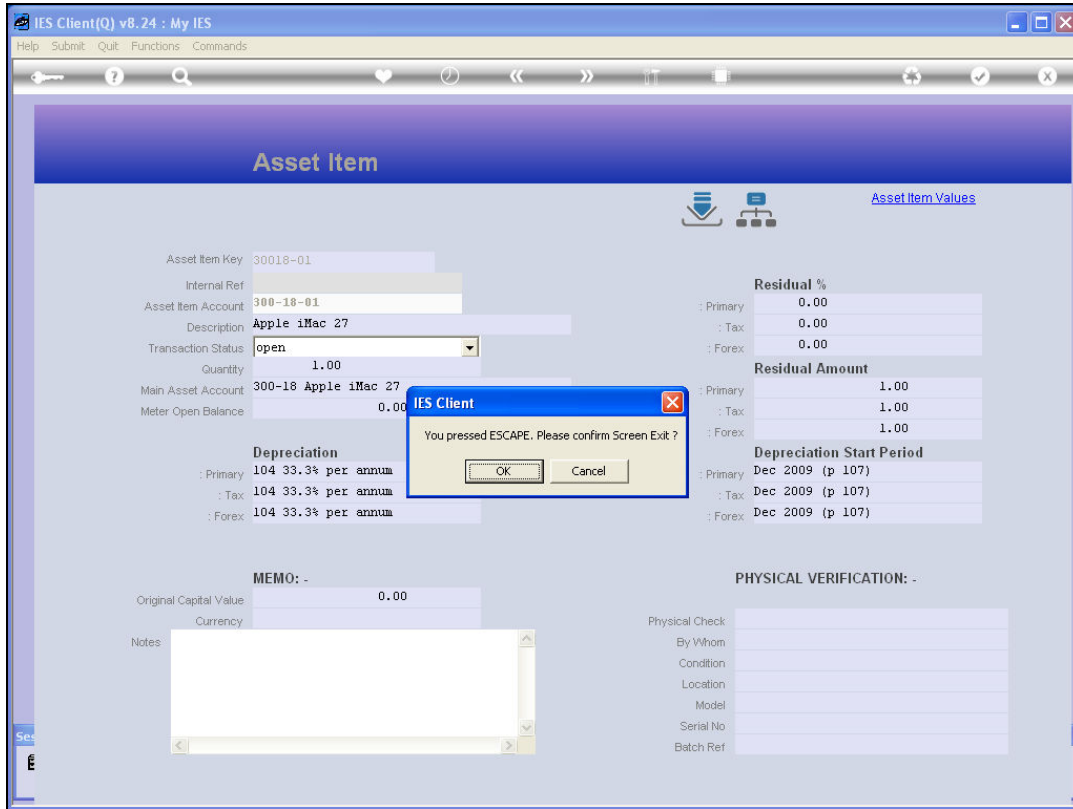 IES Client(Q) v8.24 : My IES
Help Submit Quit Functions Commands
Asset Item
Asset Item Values
Asset Item Key 30018-01
Internal Ref
Asset Item Account 300-18-01
Description Apple iMac 27
Transaction Status open
Quantity 1.00
Main Asset Account 300-18 Apple iMac 27
Meter Open Balance 0.00
Residual %
: Primary 0.00
: Tax 0.00
: Forex 0.00
Residual Amount
: Primary 1.00
: Tax 1.00
: Forex 1.00
IES Client
You pressed ESCAPE. Please confirm Screen Exit ?
OK Cancel
Depreciation
: Primary 104 33.3% per annum
: Tax 104 33.3% per annum
: Forex 104 33.3% per annum
Depreciation Start Period
: Primary Dec 2009 (p 107)
: Tax Dec 2009 (p 107)
: Forex Dec 2009 (p 107)
MEMO: -
Original Capital Value 0.00
Currency
Notes
PHYSICAL VERIFICATION: -
Physical Check
By Whom
Condition
Location
Model
Serial No
Batch Ref